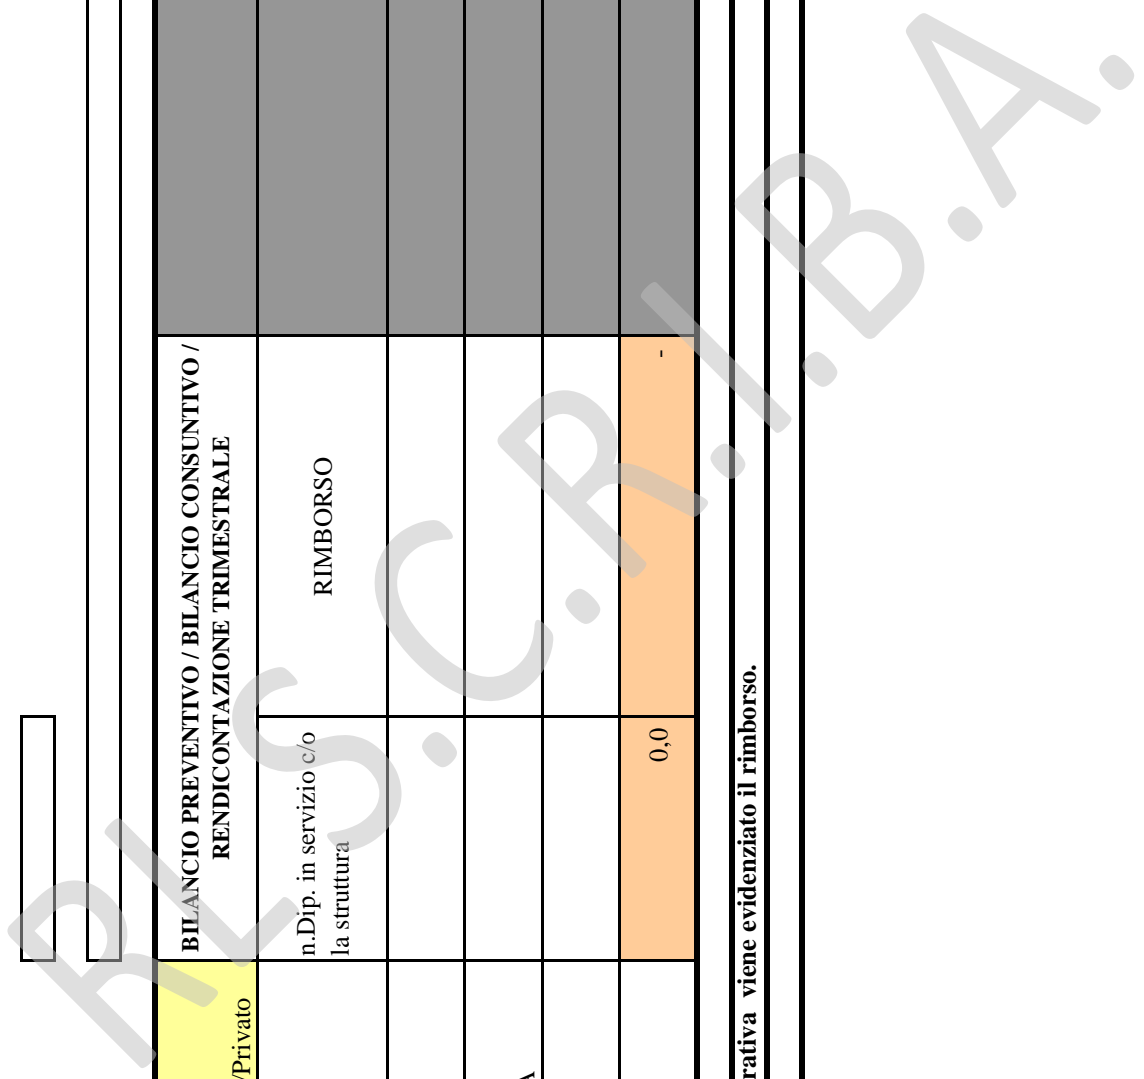 /Privato
BILANCIO PREVENTIVO / BILANCIO CONSUNTIVO /
RENDICONTAZIONE TRIMESTRALE
n.Dip. in servizio c/o
la struttura
RIMBORSO
A
0,0
-
rativa viene evidenziato il rimborso.
RL S.C.R.I.B.A.